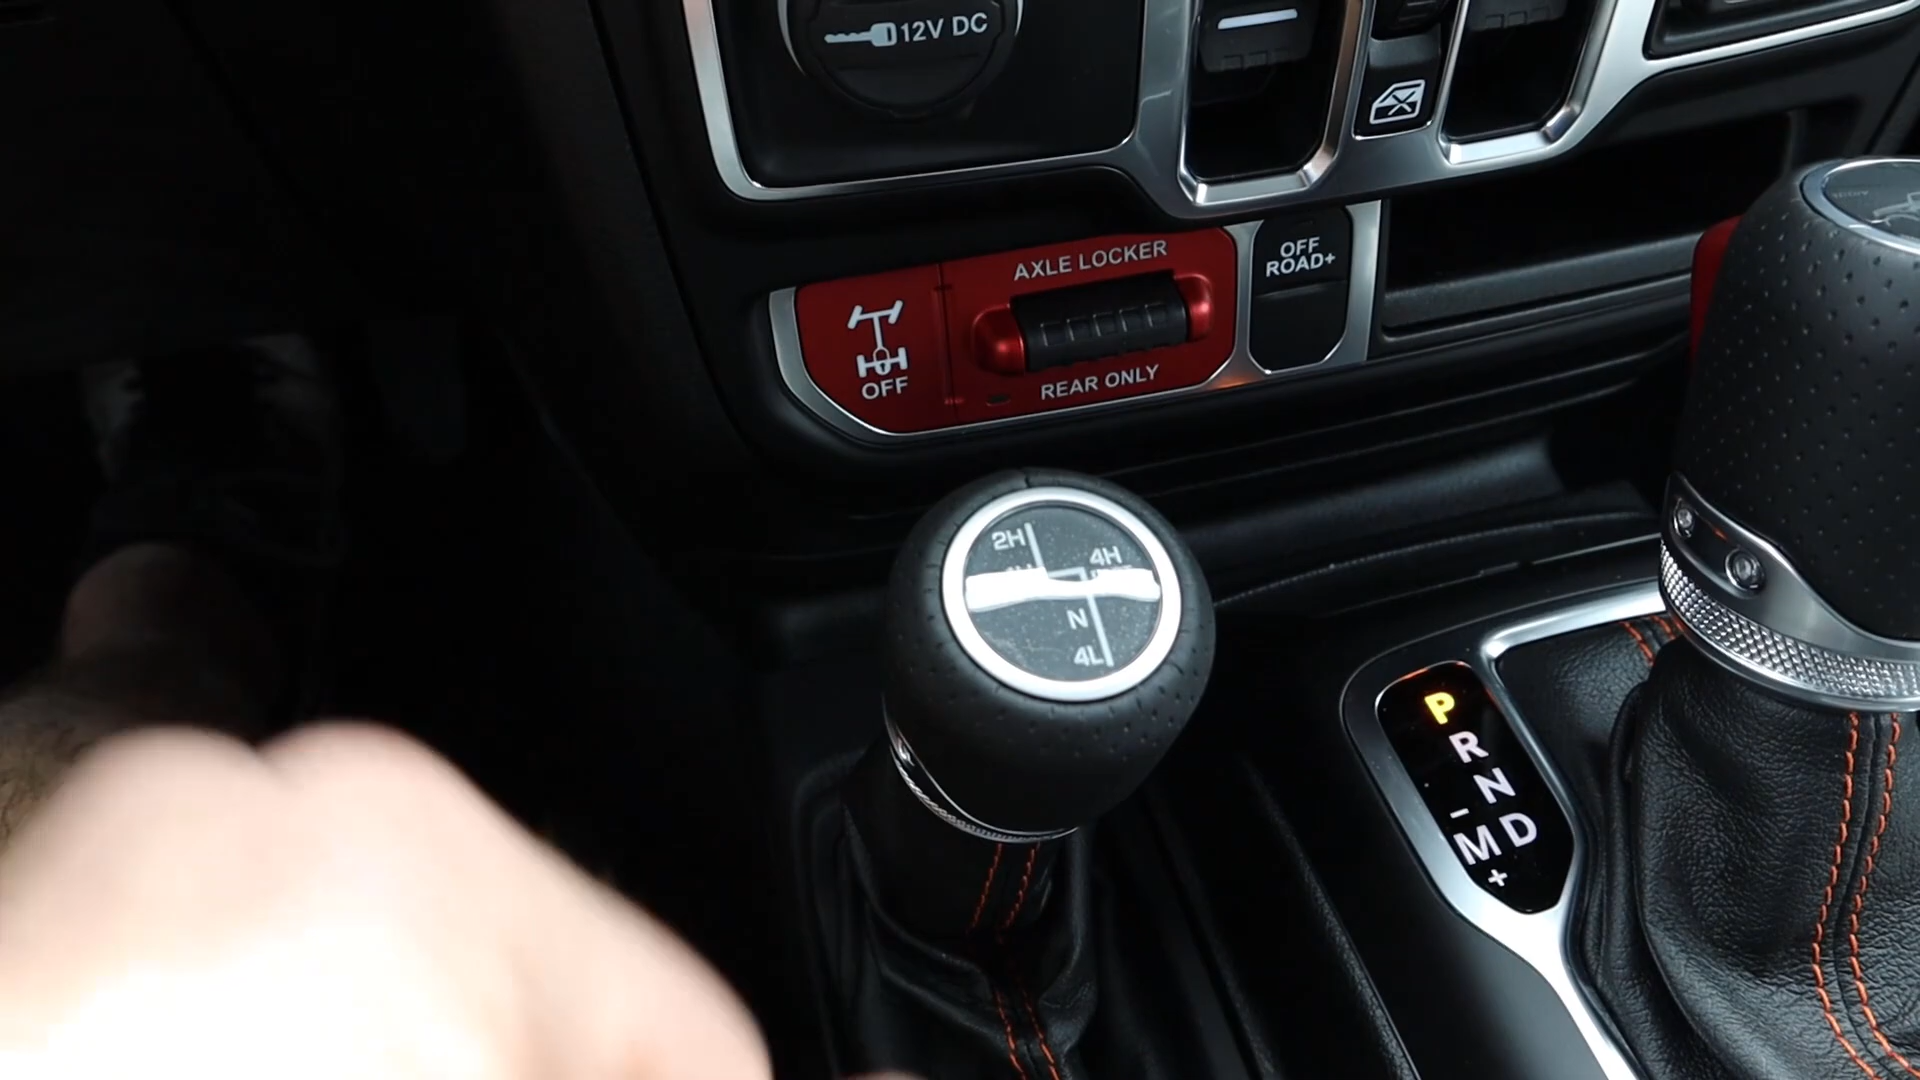 12V DC
AXLE LOCKER
OFF
REAR ONLY
OFF
ROAD+
2H
4H
N
4L
P
R
N
D
-
M
+